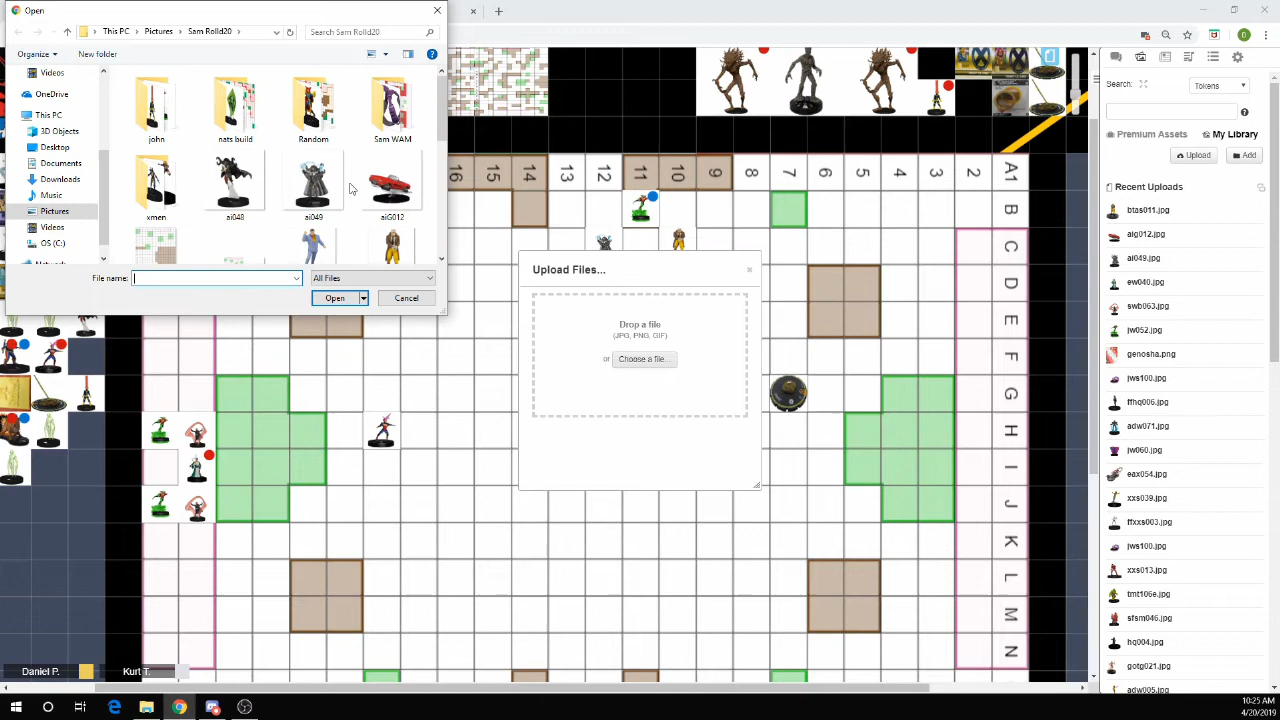 Open
This PC
Pictures
Sam Rolld20
Search Sam Rolld20
Organize
New folder
Videos
OneDrive
This PC
3D Objects
Desktop
Documents
Downloads
Music
Pictures
Videos
OS (C:)
john
nats build
Random
Sam WAM
xmen
ai048
ai049
aiG012
File name:
All Files
Open
Cancel
Upload Files...
Drop a file
(JPG, PNG, GIF)
or Choose a file...
16 15 14 13 12 11 10 9 8 7 6 5 4 3 2 A1
B
C
D
E
F
G
H
I
J
K
L
M
N
Search:
Tokens
Premium Assets
My Library
Upload
Add
Recent Uploads
btas011.jpg
aig012.jpg
ai049.jpg
ew040.jpg
swb063.jpg
jw052.jpg
genosha.png
jws100.jpg
ffhq006.jpg
adw071.jpg
jw060.jpg
eax054.jpg
xxs039.jpg
ffxxs003.jpg
jws100.jpg
xxs013.jpg
tmt106e.jpg
sfsm046.jpg
hq004.jpg
gotg021.jpg
adw005.jpg
Daniel P.
Kurt T.
10:25 AM
4/20/2019